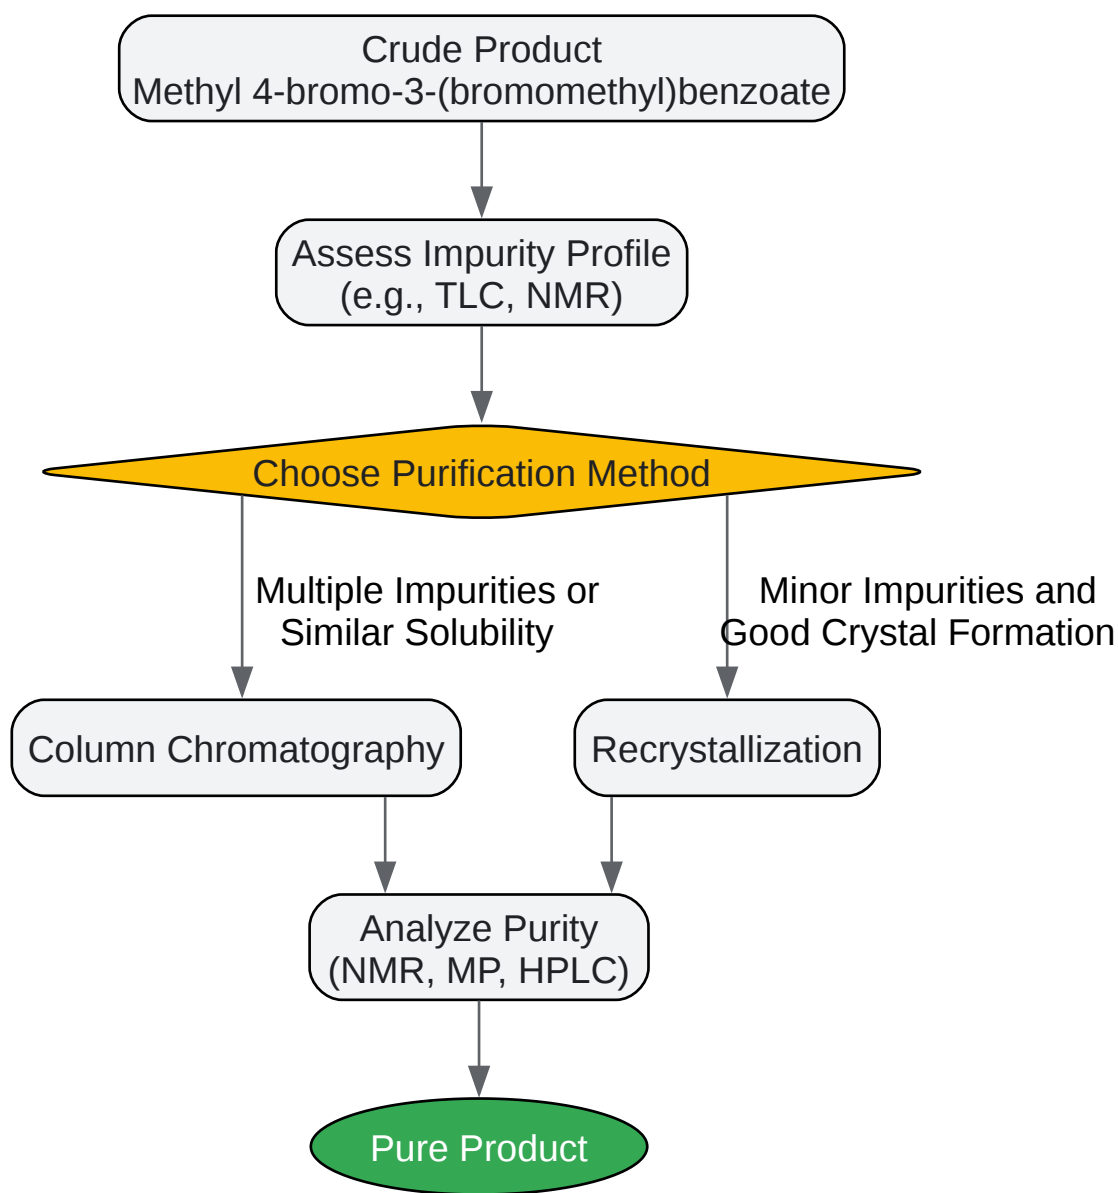 Crude Product
Methyl 4-bromo-3-(bromomethyl)benzoate
Assess Impurity Profile
(e.g., TLC, NMR)
Choose Purification Method
Multiple Impurities or
Similar Solubility
Minor Impurities and
Good Crystal Formation
Column Chromatography
Recrystallization
Analyze Purity
(NMR, MP, HPLC)
Pure Product